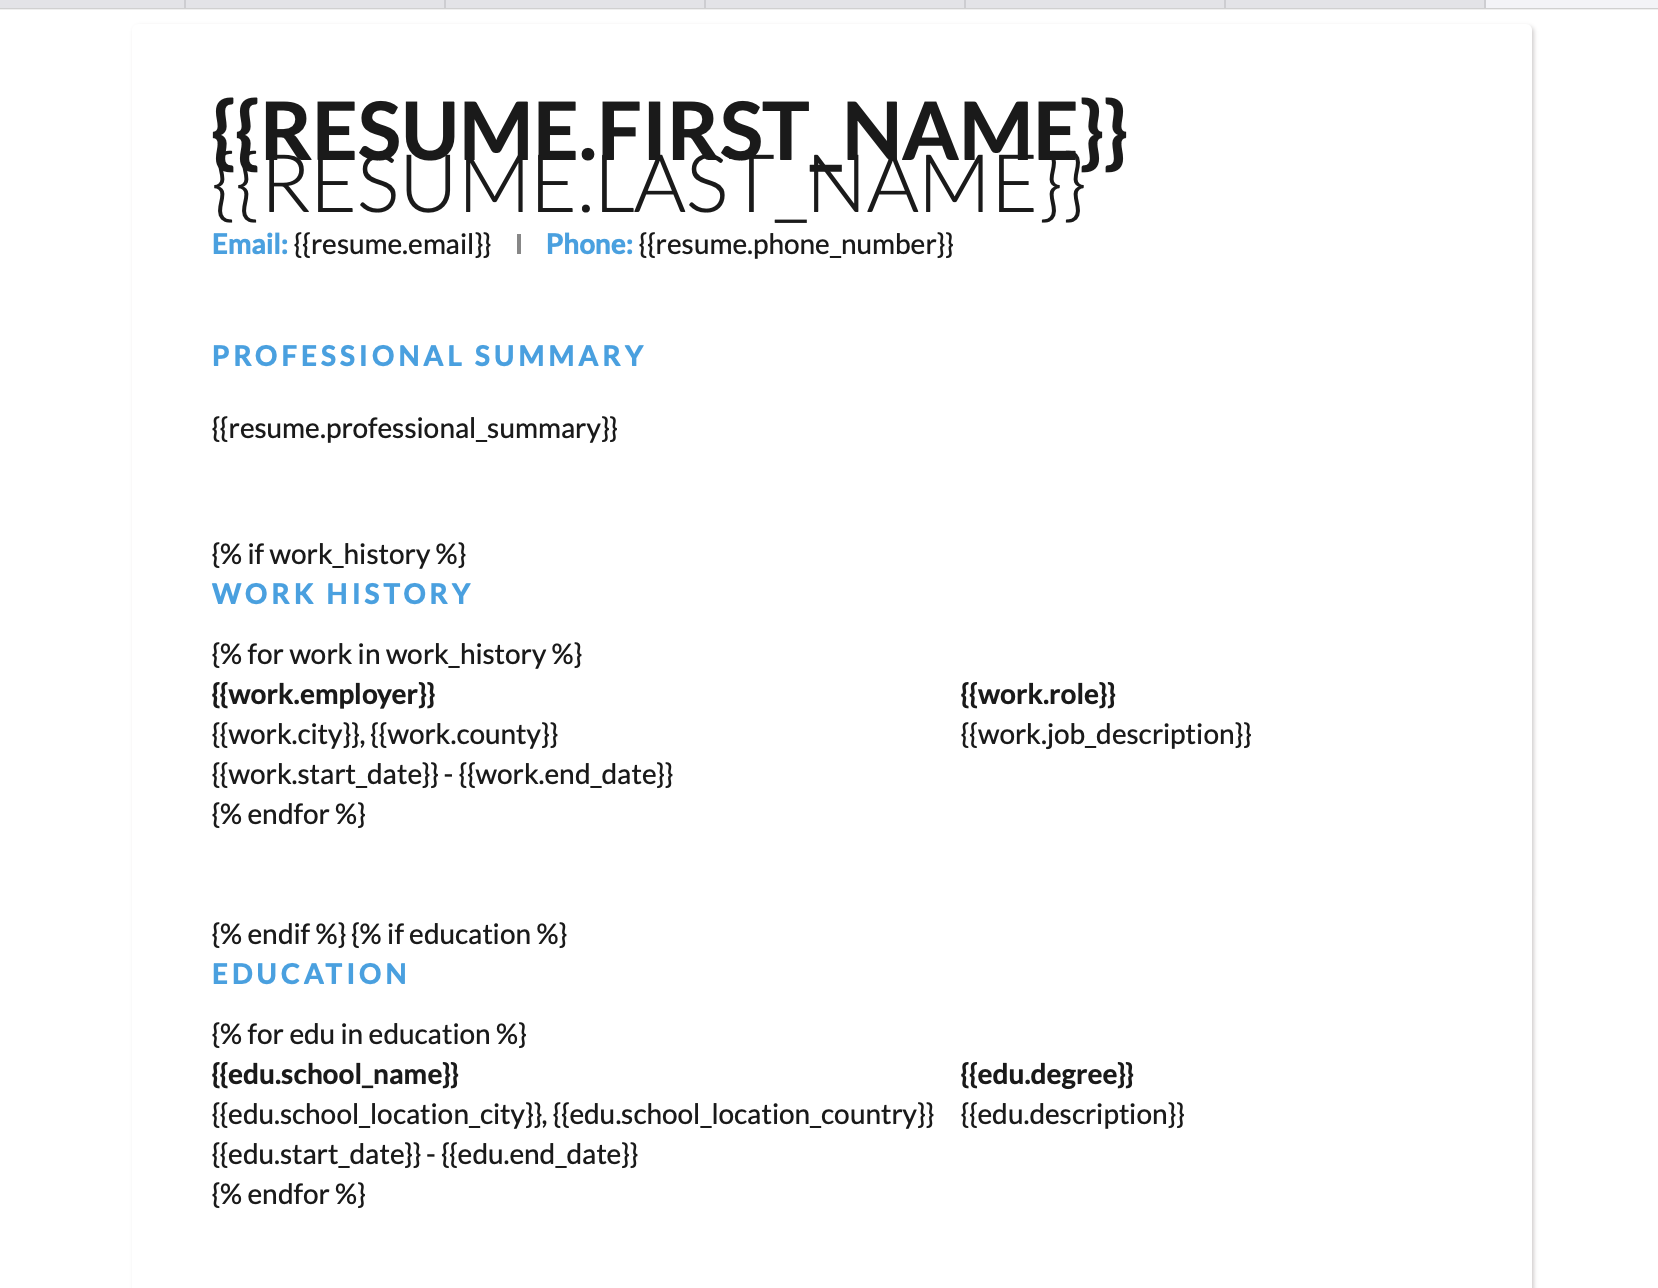 {{RESUME.FIRST_NAME}}
{{RESUME.LAST_NAME}}
Email: {{resume.email}} | Phone: {{resume.phone_number}}
PROFESSIONAL SUMMARY
{{resume.professional_summary}}
{% if work_history %}
WORK HISTORY
{% for work in work_history %}
{{work.employer}} {{work.role}}
{{work.city}}, {{work.county}} {{work.job_description}}
{{work.start_date}} - {{work.end_date}}
{% endfor %}
{% endif %} {% if education %}
EDUCATION
{% for edu in education %}
{{edu.school_name}} {{edu.degree}}
{{edu.school_location_city}}, {{edu.school_location_country}} {{edu.description}}
{{edu.start_date}} - {{edu.end_date}}
{% endfor %}